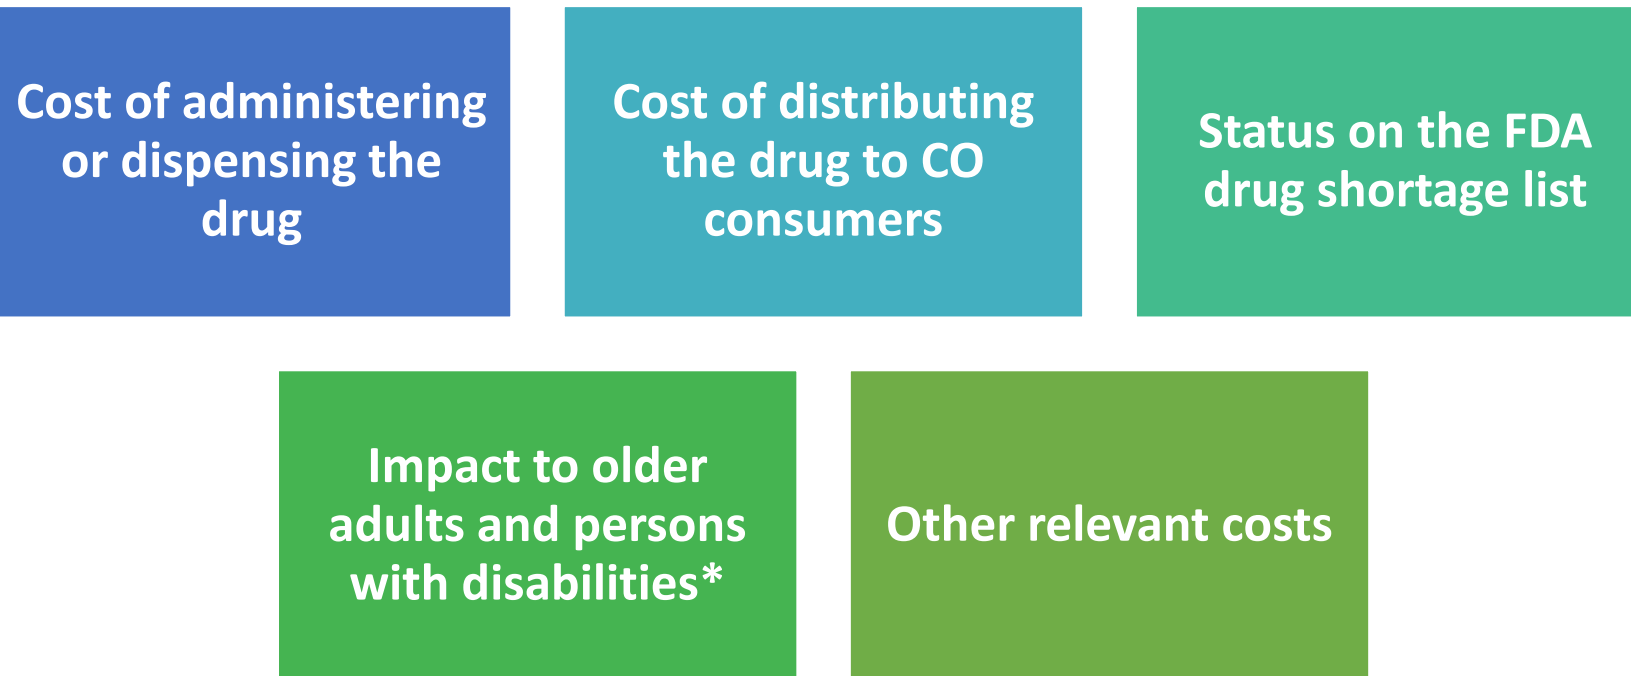 Cost of administering
or dispensing the
drug
Cost of distributing
the drug to CO
consumers
Status on the FDA
drug shortage list
Impact to older
adults and persons
with disabilities*
Other relevant costs